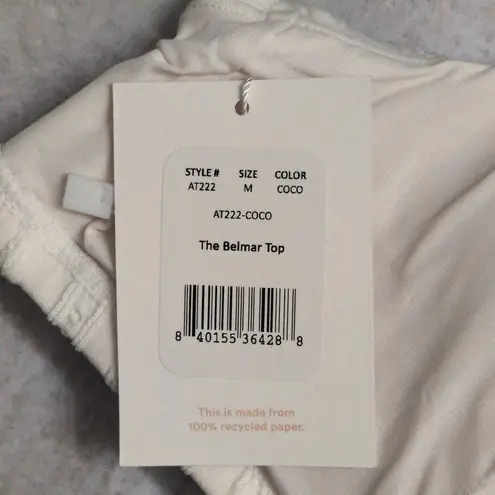 STYLE # SIZE COLOR
AT222 M COCO
AT222-COCO
The Belmar Top
8 40155 36428 8
This is made from
100% recycled paper.